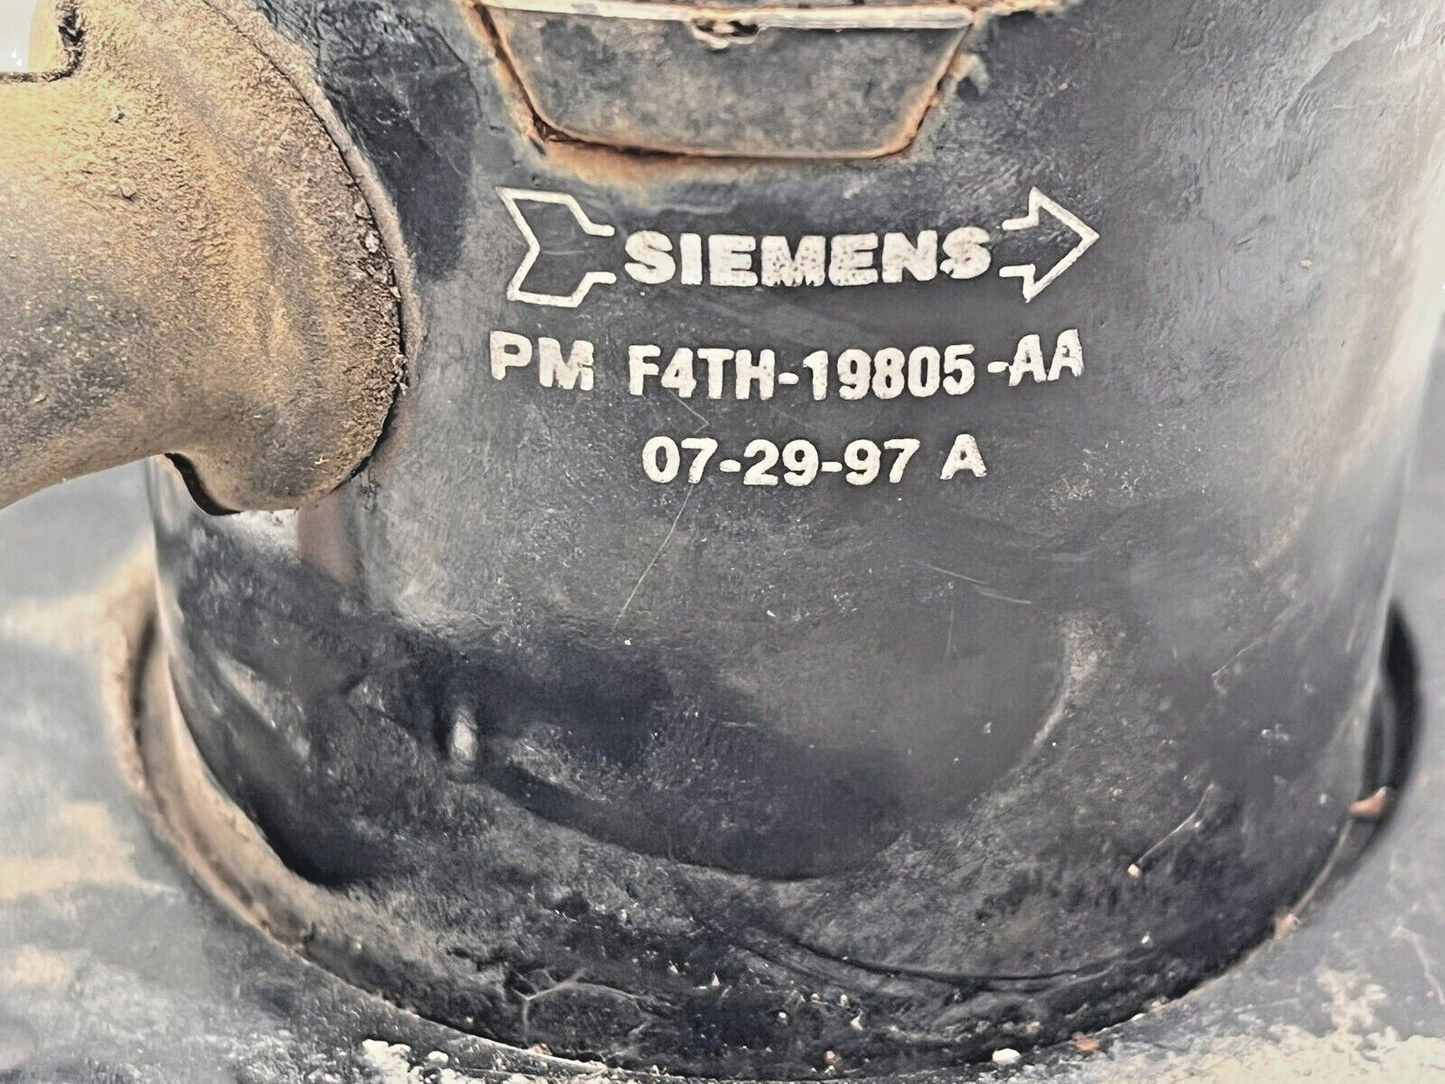 SIEMENS
PM F4TH-19805-AA
07-29-97 A